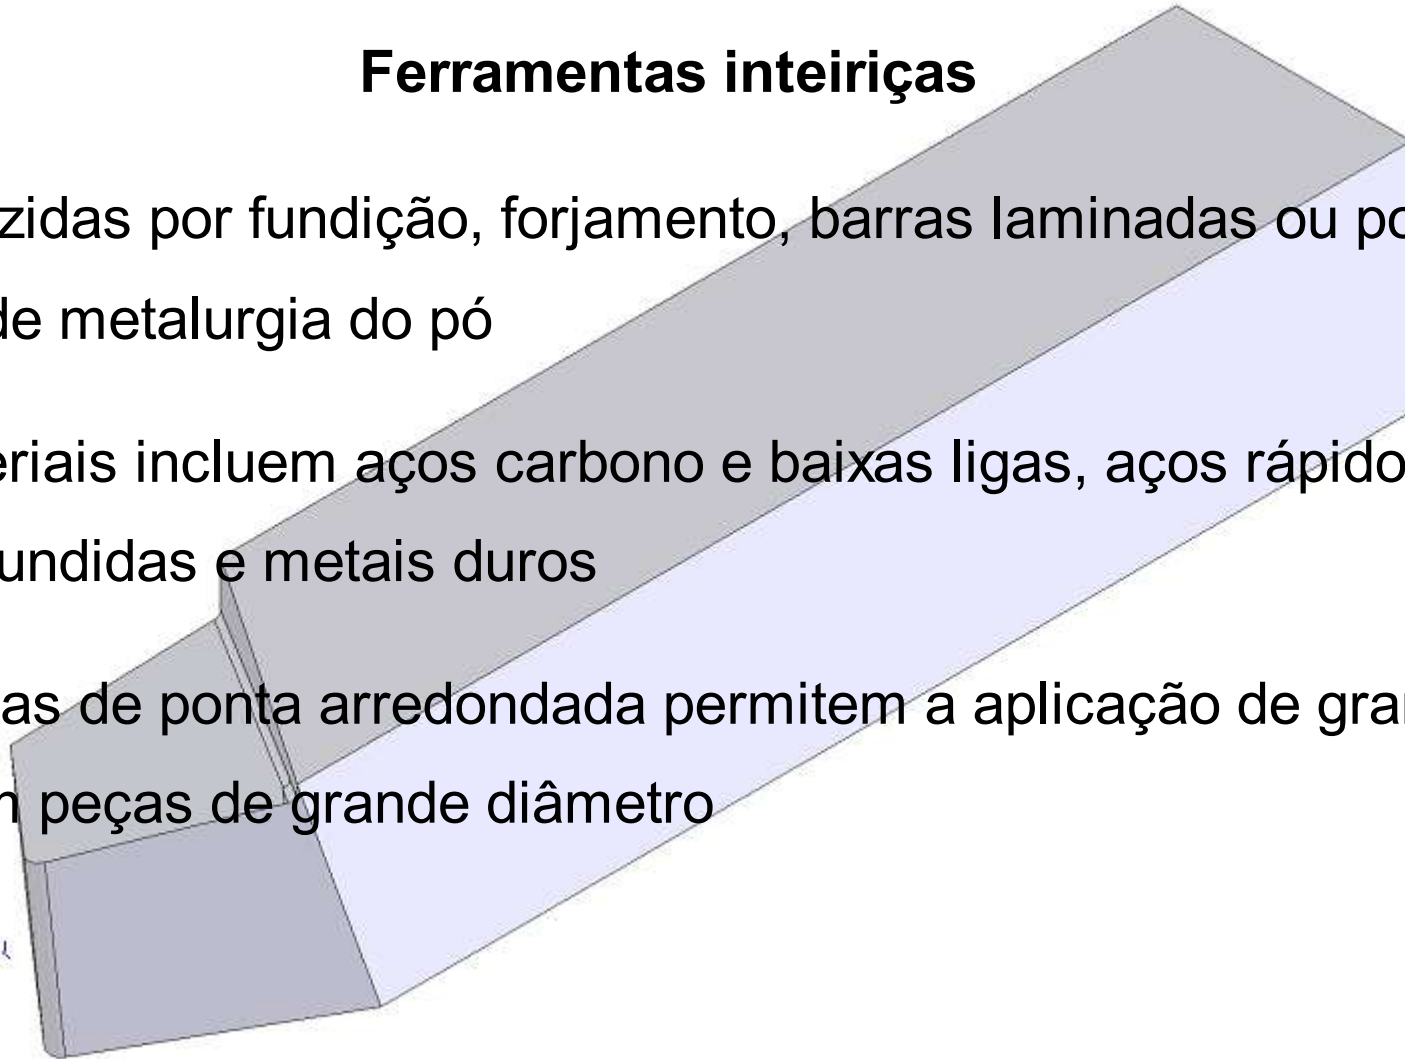 Ferramentas inteiriças
zidas por fundição, forjamento, barras laminadas ou po
de metalurgia do pó
eriais incluem aços carbono e baixas ligas, aços rápido
undidas e metais duros
as de ponta arredondada permitem a aplicação de gra
peças de grande diâmetro